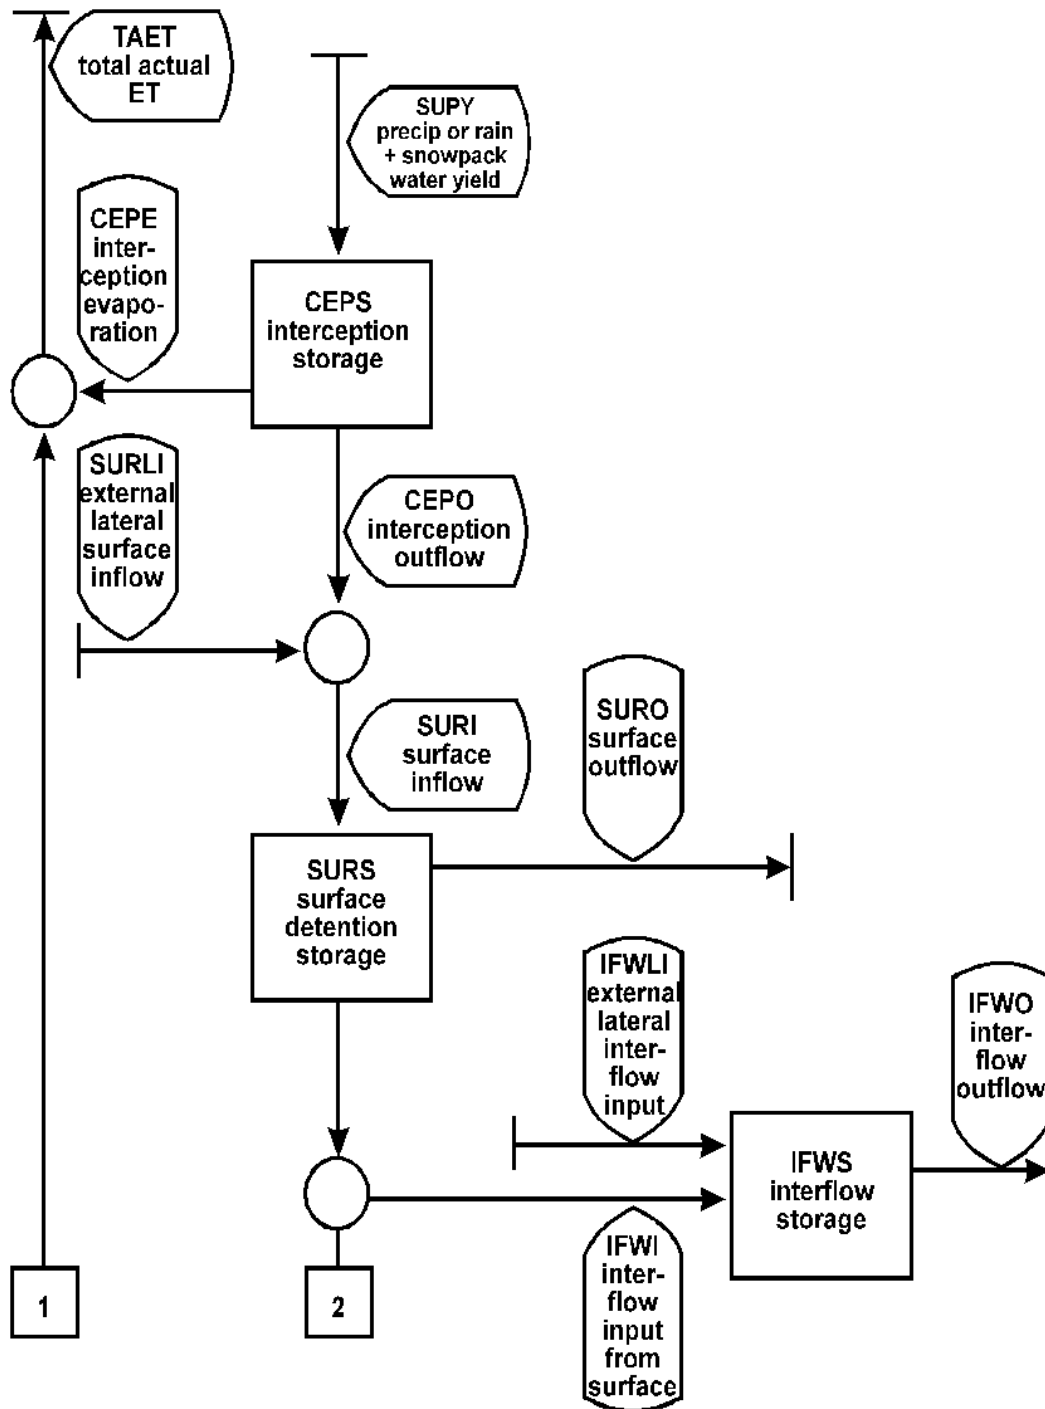 TAET
total actual
ET
SUPY
precip or rain
+ snowpack
water yield
CEPE
inter-
ception
evapo-
ration
CEPS
interception
storage
SURLI
external
lateral
surface
inflow
CEPO
interception
outflow
SURI
surface
inflow
SURO
surface
outflow
SURS
surface
detention
storage
IFWLI
external
lateral
inter-
flow
input
IFWO
inter-
flow
outflow
IFWS
interflow
storage
IFWI
inter-
flow
input
from
surface
1
2